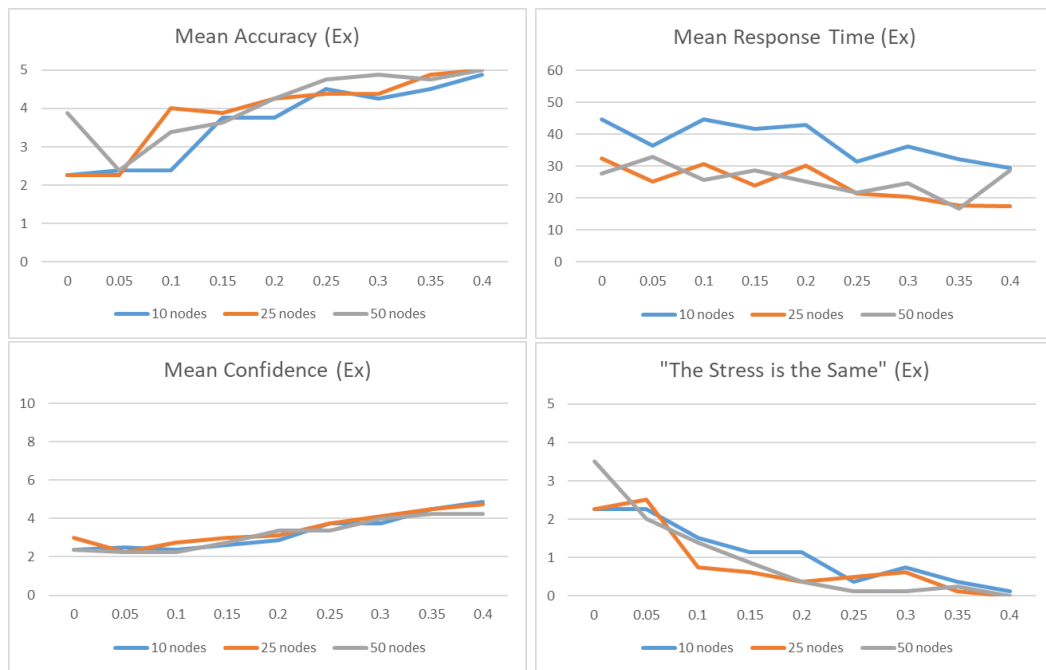 Mean Accuracy (Ex)
5
4
3
2
1
0
0 0.05 0.1 0.15 0.2 0.25 0.3 0.35 0.4
10 nodes 25 nodes 50 nodes
Mean Response Time (Ex)
60
50
40
30
20
10
0
0 0.05 0.1 0.15 0.2 0.25 0.3 0.35 0.4
10 nodes 25 nodes 50 nodes
Mean Confidence (Ex)
10
8
6
4
2
0
0 0.05 0.1 0.15 0.2 0.25 0.3 0.35 0.4
10 nodes 25 nodes 50 nodes
"The Stress is the Same" (Ex)
5
4
3
2
1
0
0 0.05 0.1 0.15 0.2 0.25 0.3 0.35 0.4
10 nodes 25 nodes 50 nodes